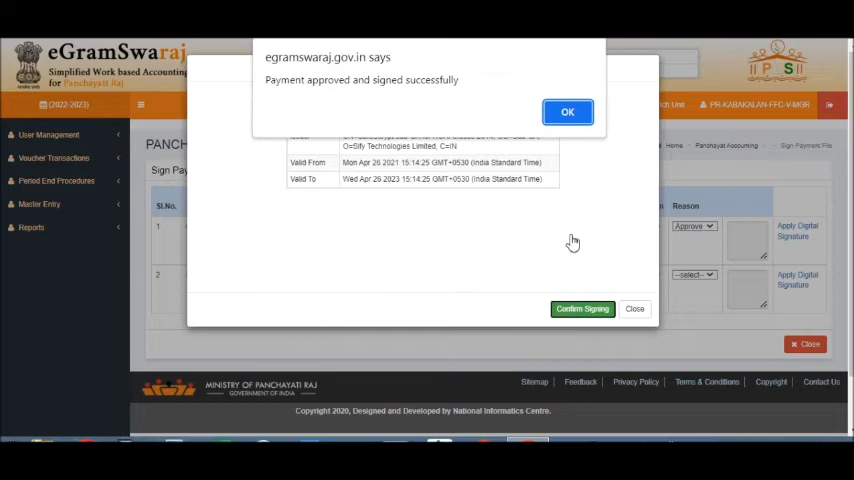 eGramSwaraj
Simplified Work based Accounting
for Panchayati Raj
egramswaraj.gov.in says
Payment approved and signed successfully
OK
(2022-2023)
PR-KABAKALAN-FFC-V-MGR
User Management
Voucher Transactions
Period End Procedures
Master Entry
Reports
PANCH
Home
Panchayat Accounting
Sign Payment File
Sign Pay
O=Sify Technologies Limited, C=IN
Valid From Mon Apr 26 2021 15:14:25 GMT+0530 (India Standard Time)
Valid To Wed Apr 26 2023 15:14:25 GMT+0530 (India Standard Time)
Sl.No.
Reason
1
Approve
Apply Digital
Signature
2
--select--
Apply Digital
Signature
Confirm Signing
Close
Close
MINISTRY OF PANCHAYATI RAJ
GOVERNMENT OF INDIA
Sitemap
Feedback
Privacy Policy
Terms & Conditions
Copyright
Contact Us
Copyright 2020, Designed and Developed by National Informatics Centre.